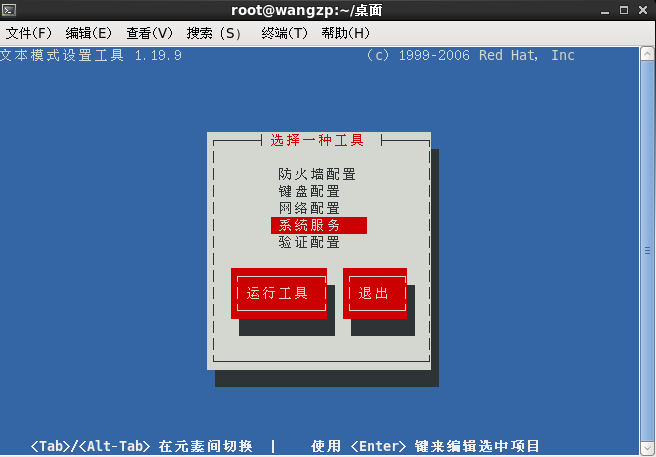 root@wangzp:~/桌面
文件(F) 编辑(E) 查看(V) 搜索 (S) 终端(T) 帮助(H)
文本模式设置工具 1.19.9 (c) 1999-2006 Red Hat, Inc
选择一种工具
防火墙配置
键盘配置
网络配置
系统服务
验证配置
运行工具 退出
<Tab>/<Alt-Tab> 在元素间切换 | 使用 <Enter> 键来编辑选中项目